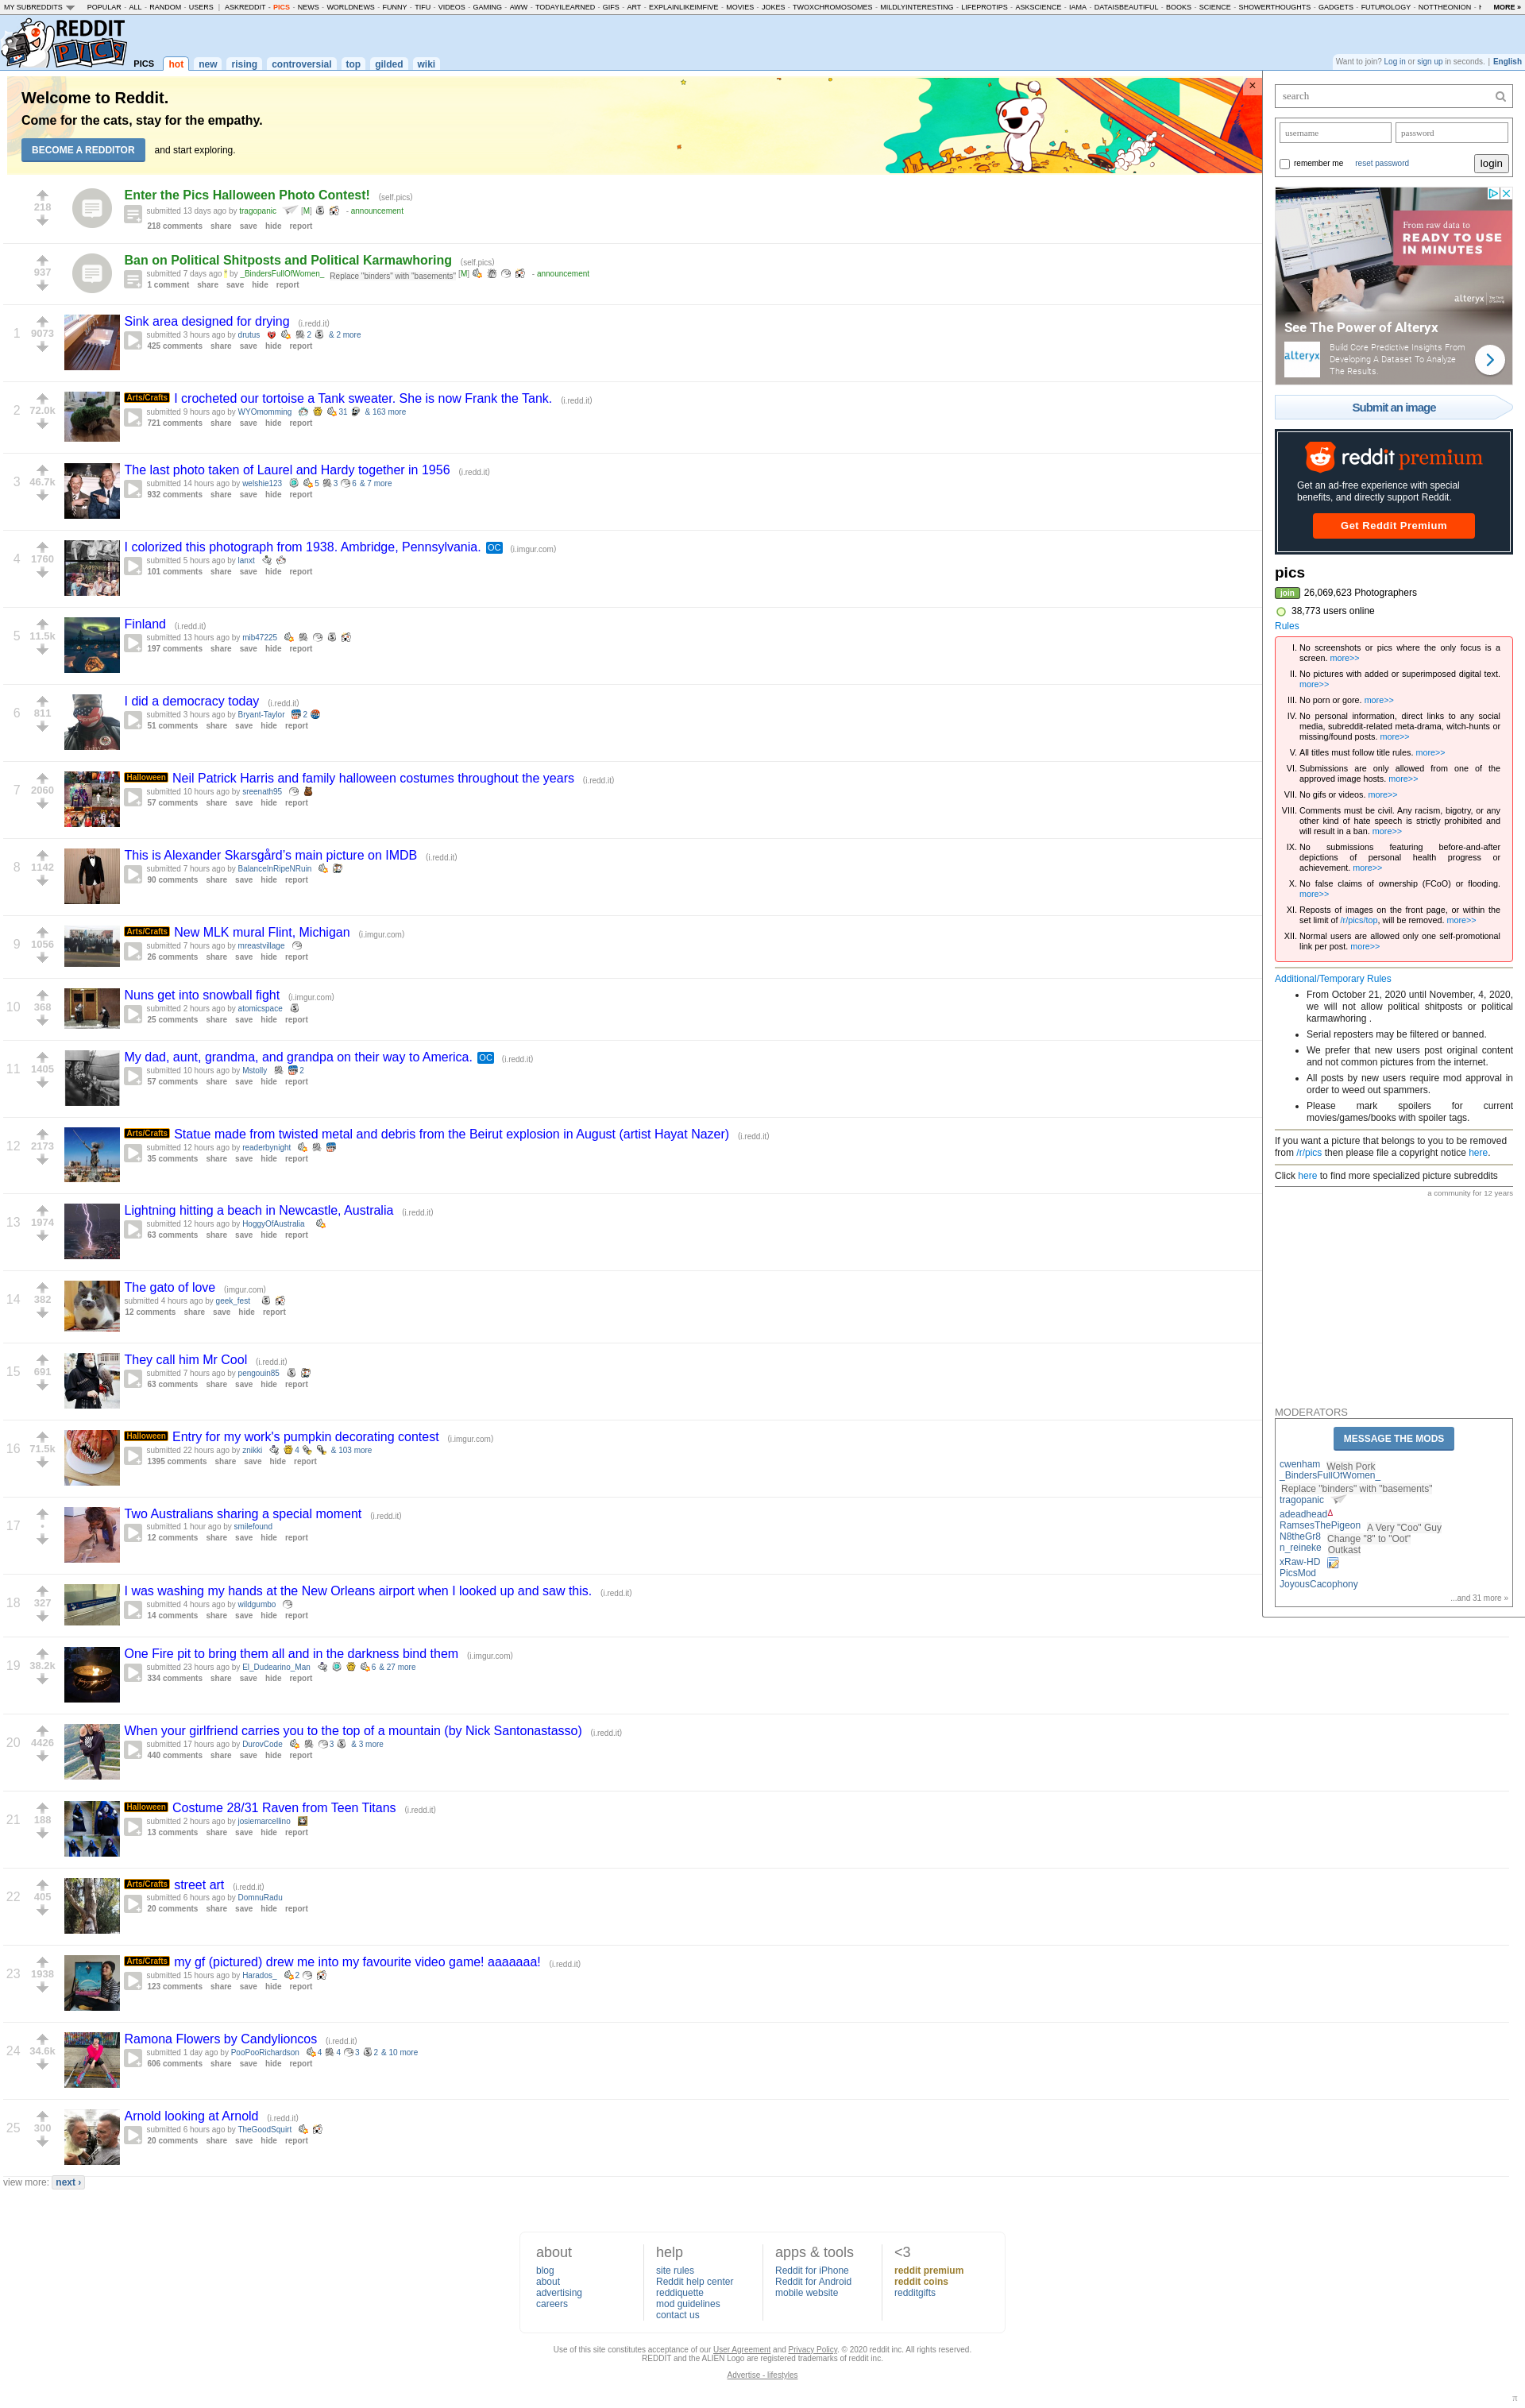 MY SUBREDDITS POPULAR - ALL - RANDOM - USERS | ASKREDDIT - PICS - NEWS - WORLDNEWS - FUNNY - TIFU - VIDEOS - GAMING - AWW - TODAYILEARNED - GIFS - ART - EXPLAINLIKEIMFIVE - MOVIES - JOKES - TWOXCHROMOSOMES - MILDLYINTERESTING - LIFEPROTIPS - ASKSCIENCE - IAMA - DATAISBEAUTIFUL - BOOKS - SCIENCE - SHOWERTHOUGHTS - GADGETS - FUTUROLOGY - NOTTHEONION - MORE »
REDDIT
PICS
PICS hot new rising controversial top gilded wiki
Want to join? Log in or sign up in seconds. | English
Welcome to Reddit.
Come for the cats, stay for the empathy.
BECOME A REDDITOR and start exploring.
×
Enter the Pics Halloween Photo Contest! (self.pics)
218
submitted 13 days ago by tragopanic [M] - announcement
218 comments share save hide report
Ban on Political Shitposts and Political Karmawhoring (self.pics)
937
submitted 7 days ago * by _BindersFullOfWomen_ Replace "binders" with "basements" [M] - announcement
1 comment share save hide report
Sink area designed for drying (i.redd.it)
1 9073
submitted 3 hours ago by drutus 2 & 2 more
425 comments share save hide report
Arts/Crafts I crocheted our tortoise a Tank sweater. She is now Frank the Tank. (i.redd.it)
2 72.0k
submitted 9 hours ago by WYOmomming 31 & 163 more
721 comments share save hide report
The last photo taken of Laurel and Hardy together in 1956 (i.redd.it)
3 46.7k
submitted 14 hours ago by welshie123 5 3 6 & 7 more
932 comments share save hide report
I colorized this photograph from 1938. Ambridge, Pennsylvania. OC (i.imgur.com)
4 1760
submitted 5 hours ago by lanxt
101 comments share save hide report
Finland (i.redd.it)
5 11.5k
submitted 13 hours ago by mib47225
197 comments share save hide report
I did a democracy today (i.redd.it)
6 811
submitted 3 hours ago by Bryant-Taylor 2
51 comments share save hide report
Halloween Neil Patrick Harris and family halloween costumes throughout the years (i.redd.it)
7 2060
submitted 10 hours ago by sreenath95
57 comments share save hide report
This is Alexander Skarsgård's main picture on IMDB (i.redd.it)
8 1142
submitted 7 hours ago by BalanceInRipeNRuin
90 comments share save hide report
Arts/Crafts New MLK mural Flint, Michigan (i.imgur.com)
9 1056
submitted 7 hours ago by mreastvillage
26 comments share save hide report
Nuns get into snowball fight (i.imgur.com)
10 368
submitted 2 hours ago by atomicspace
25 comments share save hide report
My dad, aunt, grandma, and grandpa on their way to America. OC (i.redd.it)
11 1405
submitted 10 hours ago by Mstolly 2
57 comments share save hide report
Arts/Crafts Statue made from twisted metal and debris from the Beirut explosion in August (artist Hayat Nazer) (i.redd.it)
12 2173
submitted 12 hours ago by readerbynight
35 comments share save hide report
Lightning hitting a beach in Newcastle, Australia (i.redd.it)
13 1974
submitted 12 hours ago by HoggyOfAustralia
63 comments share save hide report
The gato of love (imgur.com)
14 382
submitted 4 hours ago by geek_fest
12 comments share save hide report
They call him Mr Cool (i.redd.it)
15 691
submitted 7 hours ago by pengouin85
63 comments share save hide report
Halloween Entry for my work's pumpkin decorating contest (i.imgur.com)
16 71.5k
submitted 22 hours ago by znikki 4 & 103 more
1395 comments share save hide report
Two Australians sharing a special moment (i.redd.it)
17 •
submitted 1 hour ago by smilefound
12 comments share save hide report
I was washing my hands at the New Orleans airport when I looked up and saw this. (i.redd.it)
18 327
submitted 4 hours ago by wildgumbo
14 comments share save hide report
One Fire pit to bring them all and in the darkness bind them (i.imgur.com)
19 38.2k
submitted 23 hours ago by El_Dudearino_Man 6 & 27 more
334 comments share save hide report
When your girlfriend carries you to the top of a mountain (by Nick Santonastasso) (i.redd.it)
20 4426
submitted 17 hours ago by DurovCode 3 & 3 more
440 comments share save hide report
Halloween Costume 28/31 Raven from Teen Titans (i.redd.it)
21 188
submitted 2 hours ago by josiemarcellino
13 comments share save hide report
Arts/Crafts street art (i.redd.it)
22 405
submitted 6 hours ago by DomnuRadu
20 comments share save hide report
Arts/Crafts my gf (pictured) drew me into my favourite video game! aaaaaaa! (i.redd.it)
23 1938
submitted 15 hours ago by Harados_ 2
123 comments share save hide report
Ramona Flowers by Candylioncos (i.redd.it)
24 34.6k
submitted 1 day ago by PooPooRichardson 4 4 3 2 & 10 more
606 comments share save hide report
Arnold looking at Arnold (i.redd.it)
25 300
submitted 6 hours ago by TheGoodSquirt
20 comments share save hide report
view more: next ›
search
username password
remember me reset password login
From raw data to
READY TO USE
IN MINUTES
alteryx
See The Power of Alteryx
alteryx
Build Core Predictive Insights From
Developing A Dataset To Analyze
The Results.
Submit an image
reddit premium
Get an ad-free experience with special
benefits, and directly support Reddit.
Get Reddit Premium
pics
join 26,069,623 Photographers
38,773 users online
Rules
I. No screenshots or pics where the only focus is a
screen. more>>
II. No pictures with added or superimposed digital text.
more>>
III. No porn or gore. more>>
IV. No personal information, direct links to any social
media, subreddit-related meta-drama, witch-hunts or
missing/found posts. more>>
V. All titles must follow title rules. more>>
VI. Submissions are only allowed from one of the
approved image hosts. more>>
VII. No gifs or videos. more>>
VIII. Comments must be civil. Any racism, bigotry, or any
other kind of hate speech is strictly prohibited and
will result in a ban. more>>
IX. No submissions featuring before-and-after
depictions of personal health progress or
achievement. more>>
X. No false claims of ownership (FCoO) or flooding.
more>>
XI. Reposts of images on the front page, or within the
set limit of /r/pics/top, will be removed. more>>
XII. Normal users are allowed only one self-promotional
link per post. more>>
Additional/Temporary Rules
• From October 21, 2020 until November, 4, 2020,
we will not allow political shitposts or political
karmawhoring .
• Serial reposters may be filtered or banned.
• We prefer that new users post original content
and not common pictures from the internet.
• All posts by new users require mod approval in
order to weed out spammers.
• Please mark spoilers for current
movies/games/books with spoiler tags.
If you want a picture that belongs to you to be removed
from /r/pics then please file a copyright notice here.
Click here to find more specialized picture subreddits
a community for 12 years
MODERATORS
MESSAGE THE MODS
cwenham Welsh Pork
_BindersFullOfWomen_
Replace "binders" with "basements"
tragopanic
adeadheadΔ
RamsesThePigeon A Very "Coo" Guy
N8theGr8 Change "8" to "Oot"
n_reineke Outkast
xRaw-HD
PicsMod
JoyousCacophony
...and 31 more »
about
blog
about
advertising
careers
help
site rules
Reddit help center
reddiquette
mod guidelines
contact us
apps & tools
Reddit for iPhone
Reddit for Android
mobile website
<3
reddit premium
reddit coins
redditgifts
Use of this site constitutes acceptance of our User Agreement and Privacy Policy. © 2020 reddit inc. All rights reserved.
REDDIT and the ALIEN Logo are registered trademarks of reddit inc.
Advertise - lifestyles
π